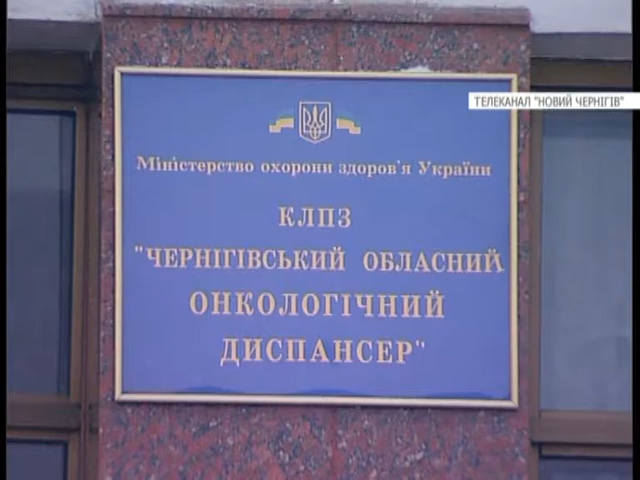 ТЕЛЕКАНАЛ "НОВИЙ ЧЕРНІГІВ"
Міністерство охорони здоров'я України
КЛПЗ
"ЧЕРНІГІВСЬКИЙ ОБЛАСНИЙ
ОНКОЛОГІЧНИЙ
ДИСПАНСЕР"